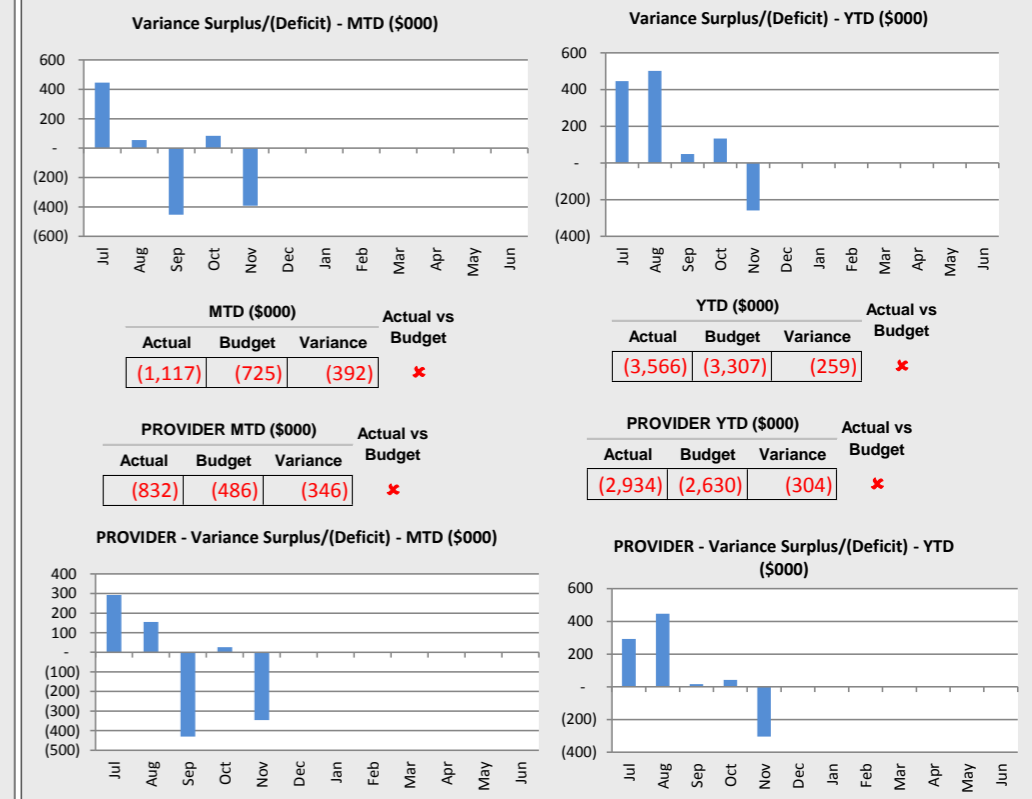 Variance Surplus/(Deficit) - MTD ($000)
600
400
200
-
(200)
(400)
(600)
Jul Aug Sep Oct Nov Dec Jan Feb Mar Apr May Jun
Variance Surplus/(Deficit) - YTD ($000)
600
400
200
-
(200)
(400)
Jul Aug Sep Oct Nov Dec Jan Feb Mar Apr May Jun
MTD ($000)
Actual vs
Budget
Actual Budget Variance
(1,117) (725) (392) ✘
YTD ($000)
Actual vs
Budget
Actual Budget Variance
(3,566) (3,307) (259) ✘
PROVIDER MTD ($000)
Actual vs
Budget
Actual Budget Variance
(832) (486) (346) ✘
PROVIDER YTD ($000)
Actual vs
Budget
Actual Budget Variance
(2,934) (2,630) (304) ✘
PROVIDER - Variance Surplus/(Deficit) - MTD ($000)
400
300
200
100
-
(100)
(200)
(300)
(400)
(500)
Jul Aug Sep Oct Nov Dec Jan Feb Mar Apr May Jun
PROVIDER - Variance Surplus/(Deficit) - YTD
($000)
600
400
200
-
(200)
(400)
Jul Aug Sep Oct Nov Dec Jan Feb Mar Apr May Jun